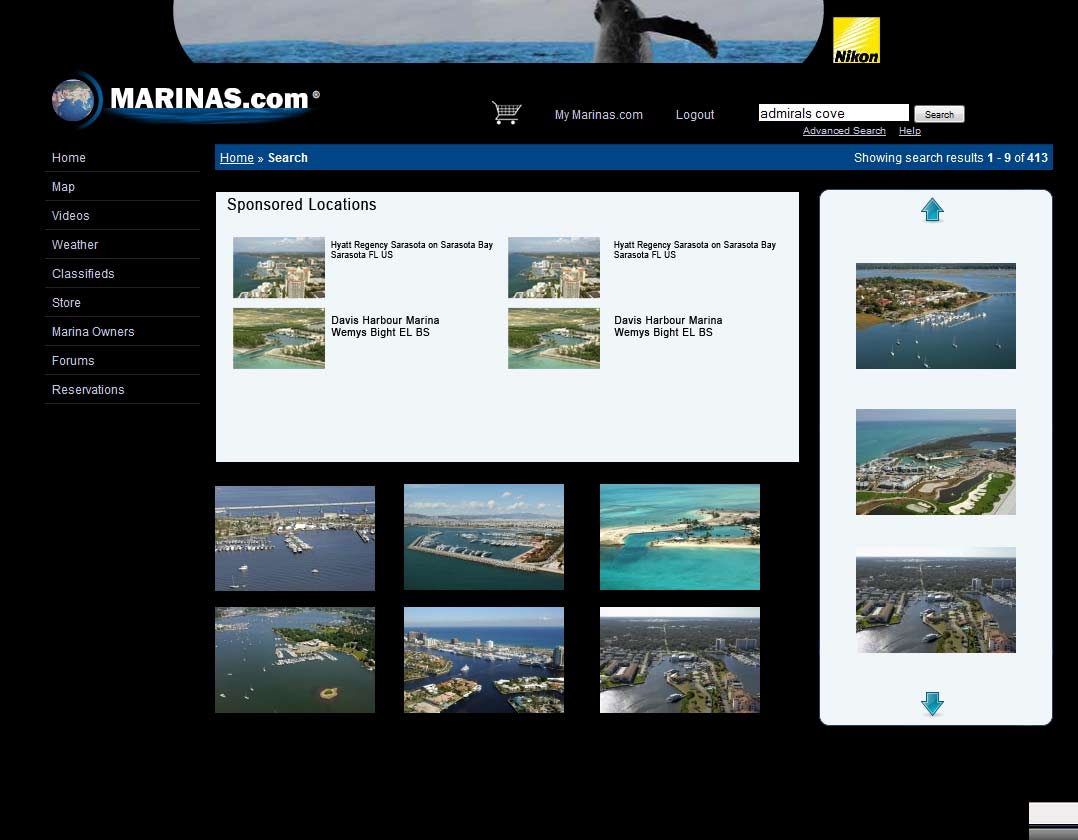 Nikon
MARINAS.com ®
My Marinas.com
Logout
admirals cove
Search
Advanced Search
Help
Home
Map
Videos
Weather
Classifieds
Store
Marina Owners
Forums
Reservations
Home » Search
Showing search results 1 - 9 of 413
Sponsored Locations
Hyatt Regency Sarasota on Sarasota Bay
Sarasota FL US
Hyatt Regency Sarasota on Sarasota Bay
Sarasota FL US
Davis Harbour Marina
Wemys Bight EL BS
Davis Harbour Marina
Wemys Bight EL BS